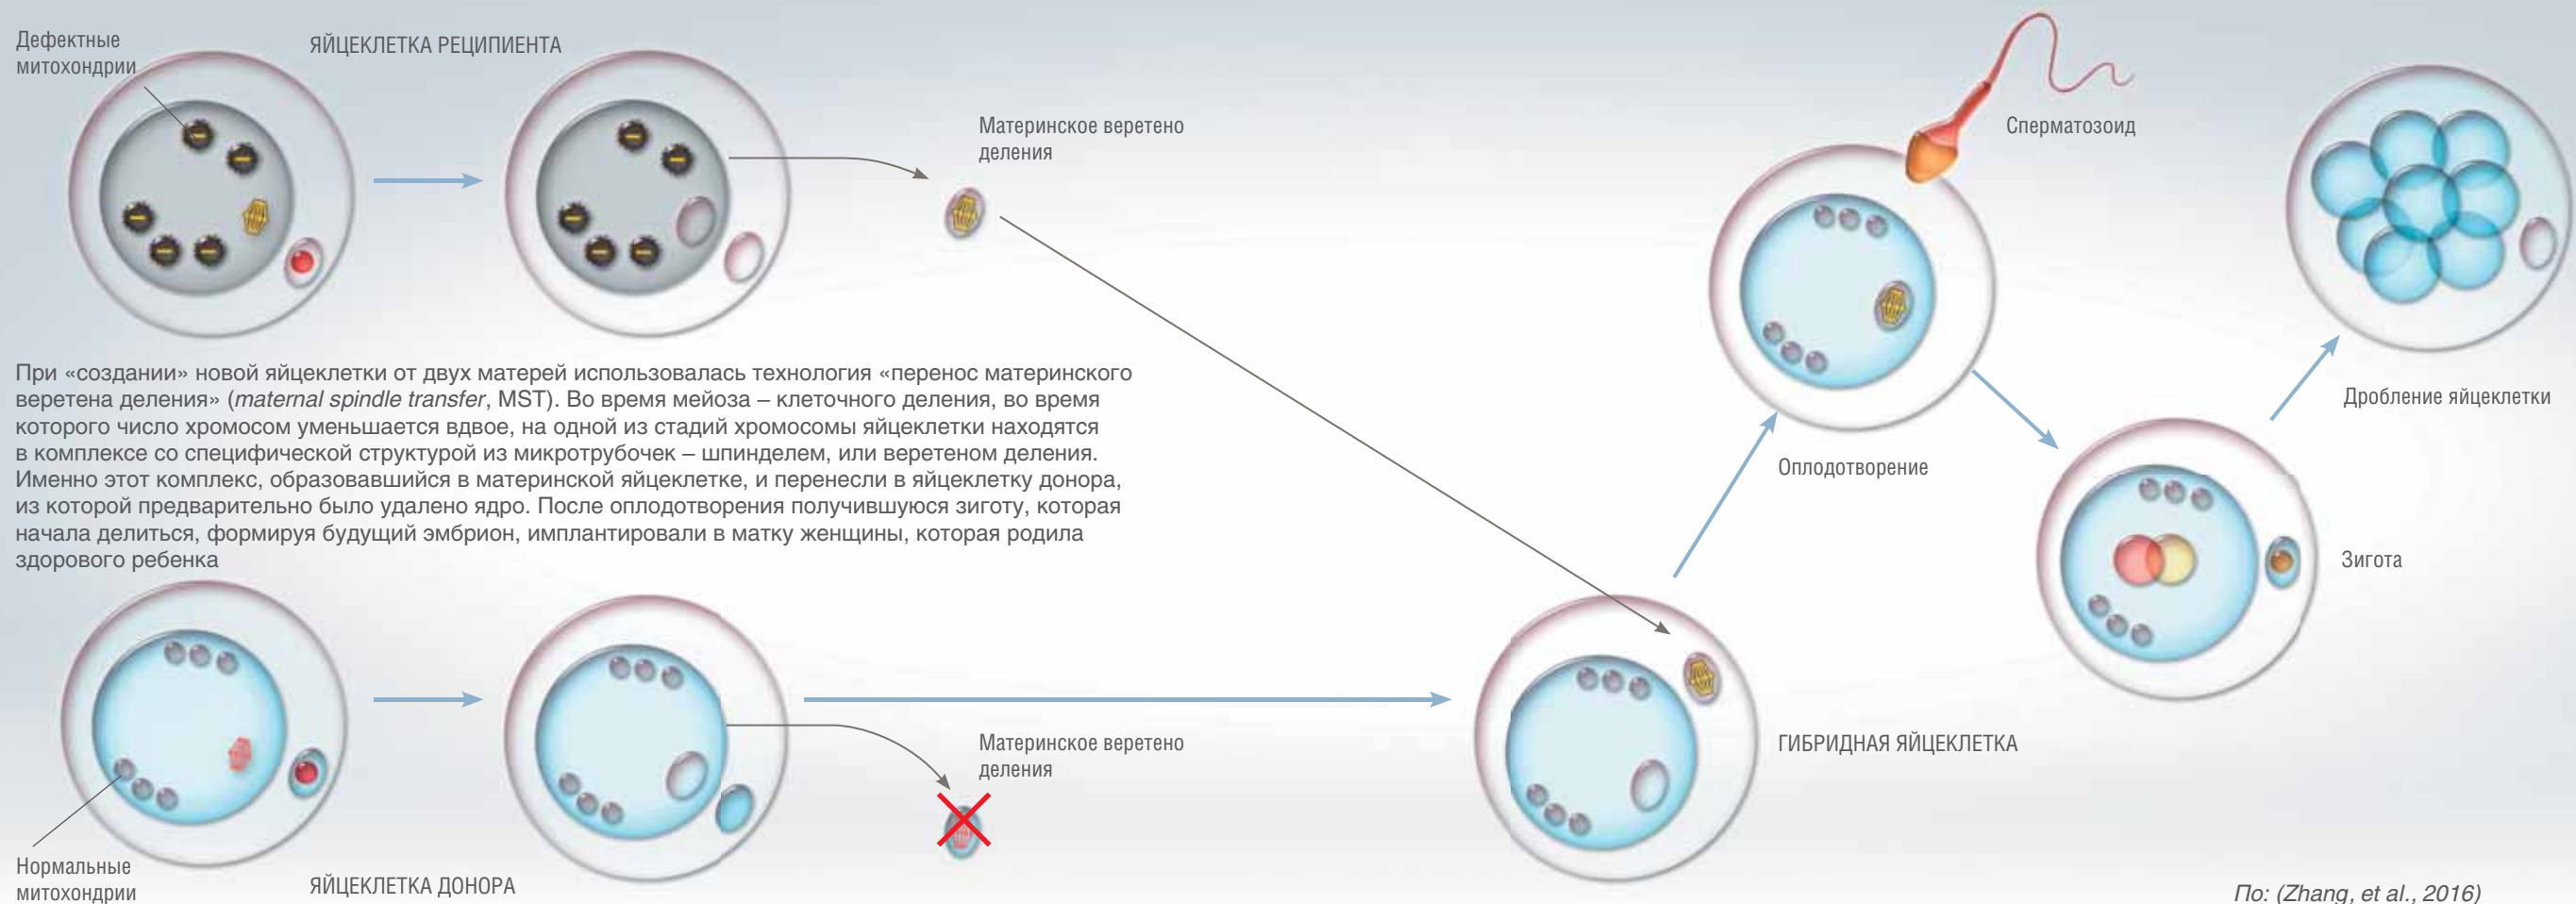 Дефектные
митохондрии
ЯЙЦЕКЛЕТКА РЕЦИПИЕНТА
Материнское веретено
деления
Сперматозоид
При «создании» новой яйцеклетки от двух матерей использовалась технология «перенос материнского
веретена деления» (maternal spindle transfer, MST). Во время мейоза – клеточного деления, во время
которого число хромосом уменьшается вдвое, на одной из стадий хромосомы яйцеклетки находятся
в комплексе со специфической структурой из микротрубочек – шпинделем, или веретеном деления.
Именно этот комплекс, образовавшийся в материнской яйцеклетке, и перенесли в яйцеклетку донора,
из которой предварительно было удалено ядро. После оплодотворения получившуюся зиготу, которая
начала делиться, формируя будущий эмбрион, имплантировали в матку женщины, которая родила
здорового ребенка
Дробление яйцеклетки
Оплодотворение
Зигота
Материнское веретено
деления
ГИБРИДНАЯ ЯЙЦЕКЛЕТКА
Нормальные
митохондрии
ЯЙЦЕКЛЕТКА ДОНОРА
По: (Zhang, et al., 2016)